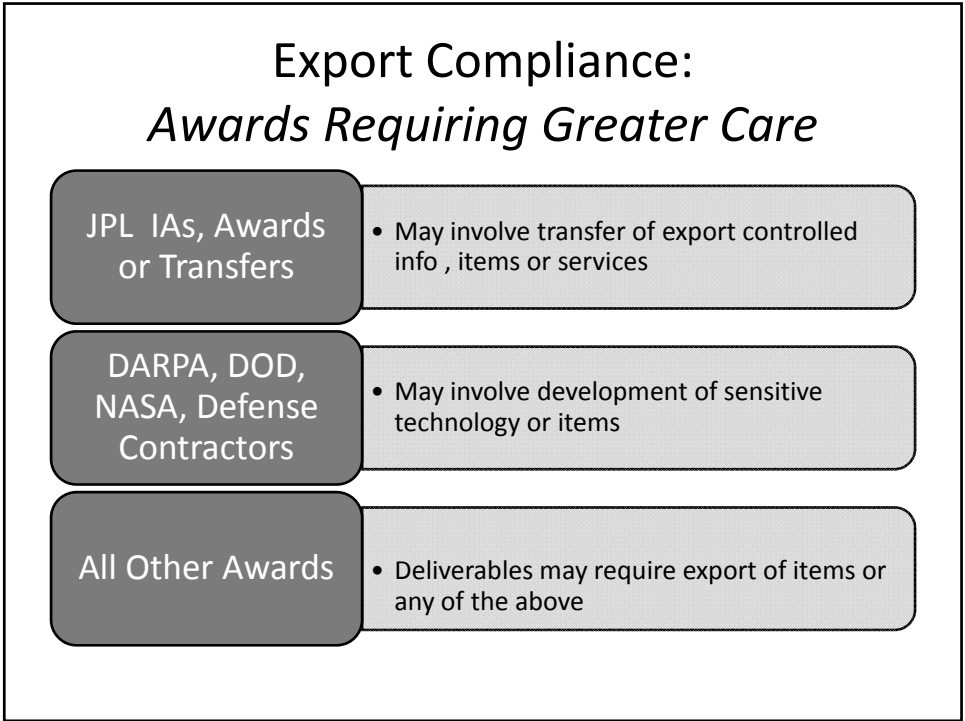 Export Compliance:
Awards Requiring Greater Care
JPL IAs, Awards
or Transfers
• May involve transfer of export controlled
info , items or services
DARPA, DOD,
NASA, Defense
Contractors
• May involve development of sensitive
technology or items
All Other Awards
• Deliverables may require export of items or
any of the above